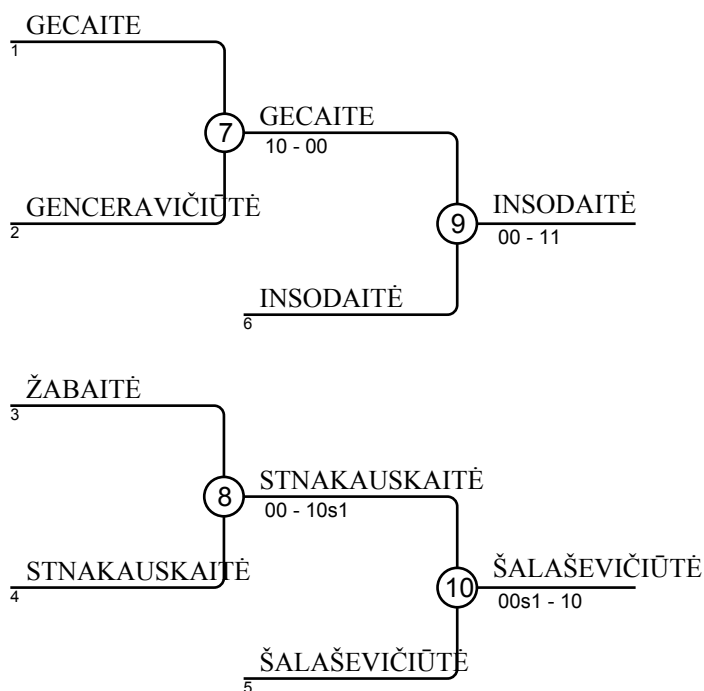 GECAITE
1
7
GECAITE
10 - 00
GENCERAVIČIŪTĖ
2
9
INSODAITĖ
00 - 11
INSODAITĖ
6
ŽABAITĖ
3
8
STNAKAUSKAITĖ
00 - 10s1
STNAKAUSKAITĖ
4
10
ŠALAŠEVIČIŪTĖ
00s1 - 10
ŠALAŠEVIČIŪTĖ
5